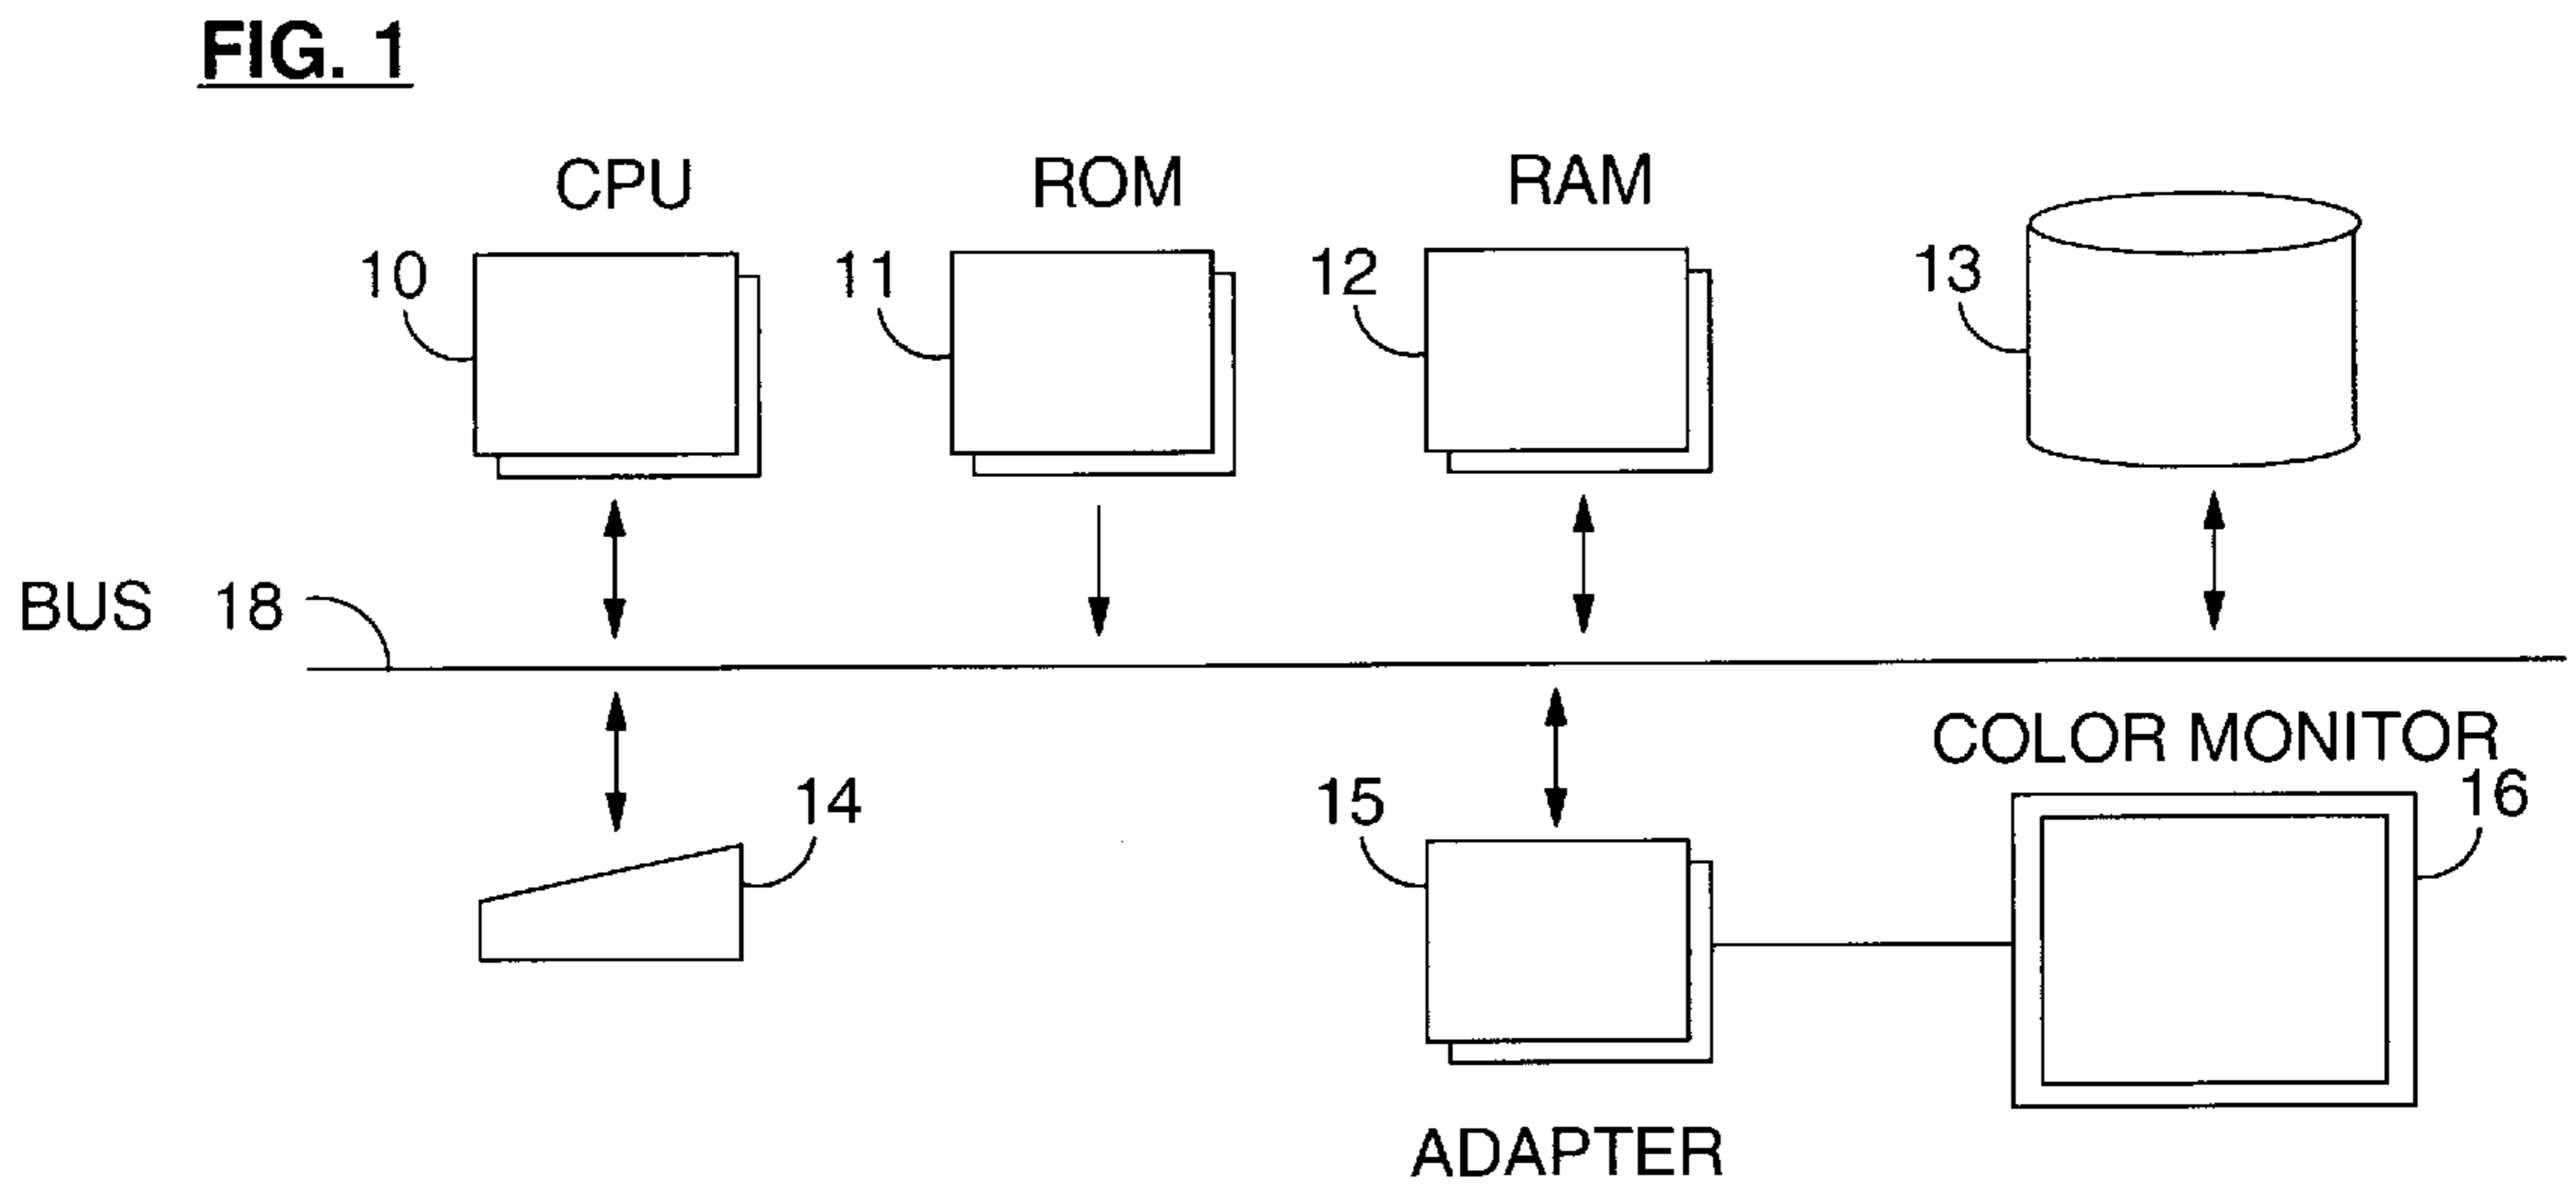 FIG. 1
CPU ROM RAM
10 11 12 13
BUS 18
COLOR MONITOR
14 15 16
ADAPTER